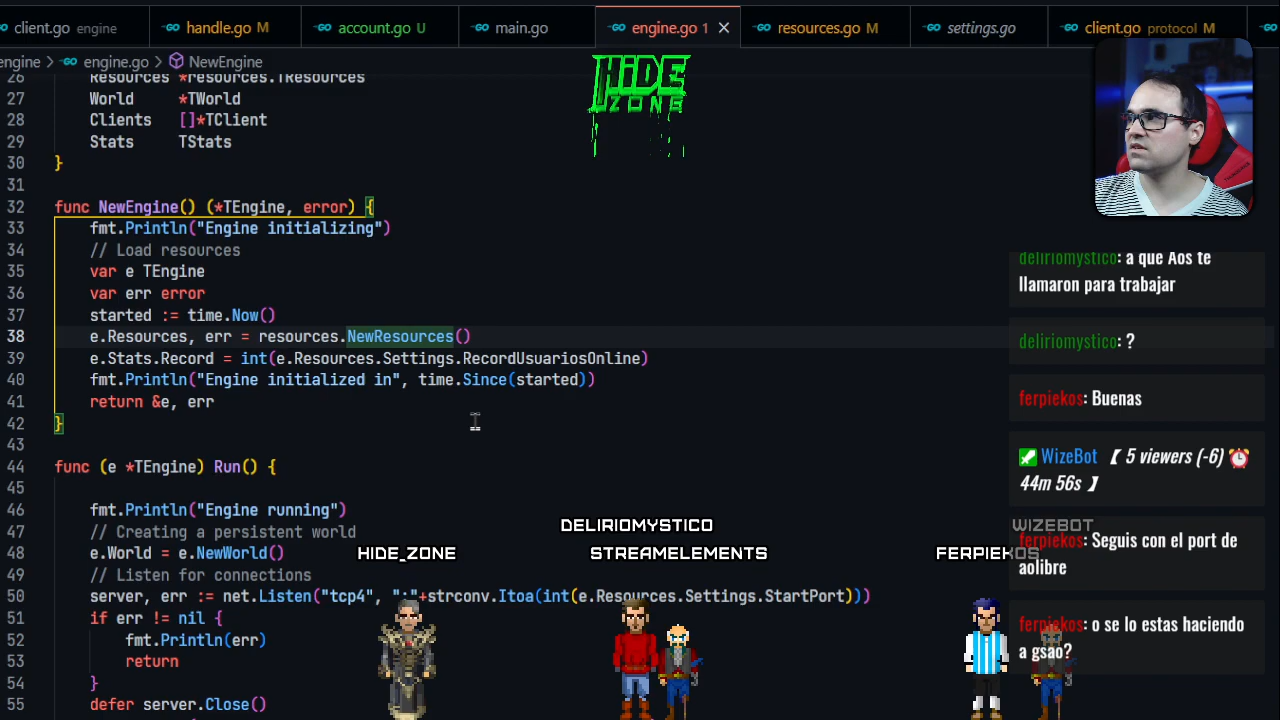 client.go engine
handle.go M
account.go U
main.go
engine.go 1
resources.go M
settings.go
client.go protocol M
engine > engine.go > NewEngine
26 Resources *resources.TResources
27 World *TWorld
28 Clients []*TClient
29 Stats TStats
30 }
31
32 func NewEngine() (*TEngine, error) {
33 fmt.Println("Engine initializing")
34 // Load resources
35 var e TEngine
36 var err error
37 started := time.Now()
38 e.Resources, err = resources.NewResources()
39 e.Stats.Record = int(e.Resources.Settings.RecordUsuariosOnline)
40 fmt.Println("Engine initialized in", time.Since(started))
41 return &e, err
42 }
43
44 func (e *TEngine) Run() {
45
46 fmt.Println("Engine running")
47 // Creating a persistent world
48 e.World = e.NewWorld()
49 // Listen for connections
50 server, err := net.Listen("tcp4", ":"+strconv.Itoa(int(e.Resources.Settings.StartPort)))
51 if err != nil {
52 fmt.Println(err)
53 return
54 }
55 defer server.Close()
HiDE
ZONE
deliriomystico: a que Aos te
llamaron para trabajar
deliriomystico: ?
ferpiekos: Buenas
WizeBot 【 5 viewers (-6)
44m 56s 】
ferpiekos: Seguis con el port de
aolibre
ferpiekos: o se lo estas haciendo
a gsao?
DELIRIOMYSTICO
WIZEBOT
HIDE_ZONE
STREAMELEMENTS
FERPIEKOS